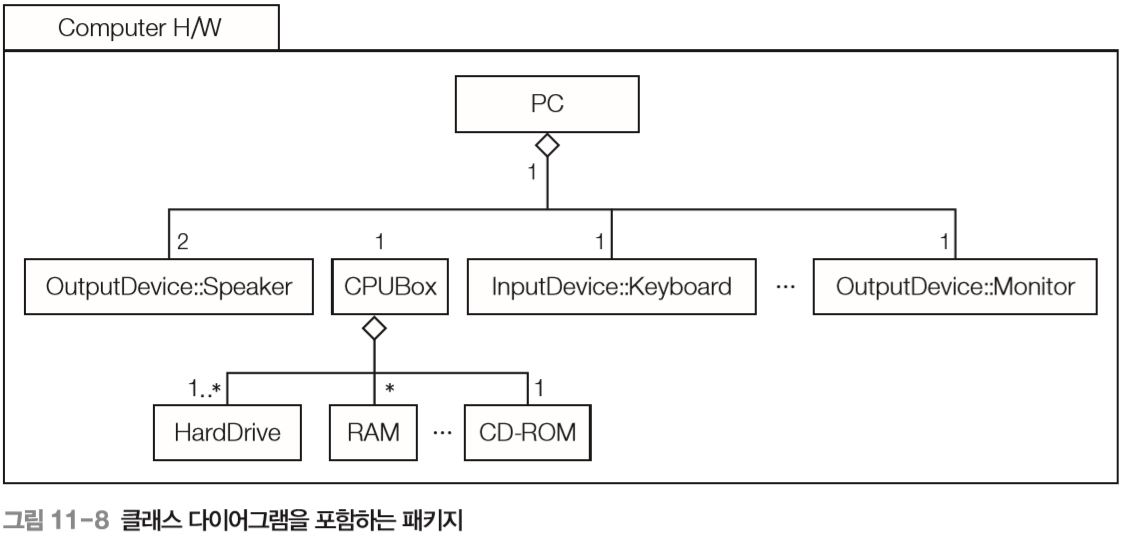 Computer H/W
PC
1
2 1 1 1
OutputDevice::Speaker CPUBox InputDevice::Keyboard ··· OutputDevice::Monitor
1..* * 1
HardDrive RAM ··· CD-ROM
그림 11-8 클래스 다이어그램을 포함하는 패키지